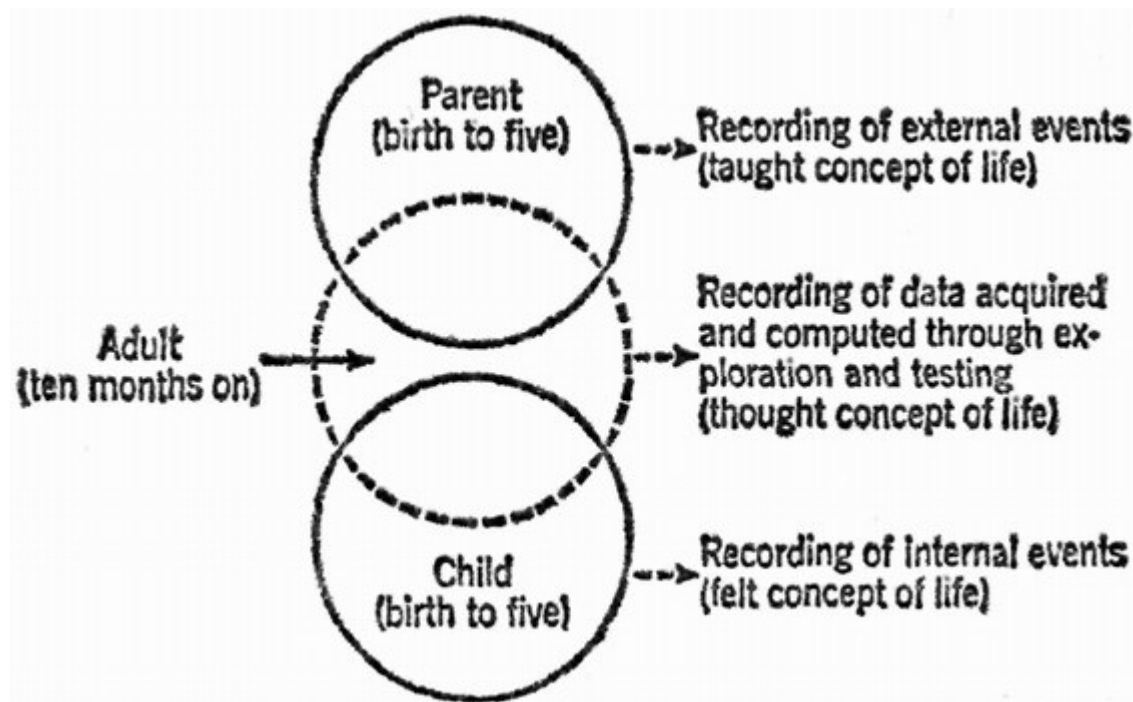 Parent
(birth to five)
Recording of external events
(taught concept of life)
Adult
(ten months on)
Recording of data acquired
and computed through ex-
ploration and testing
(thought concept of life)
Child
(birth to five)
Recording of internal events
(felt concept of life)